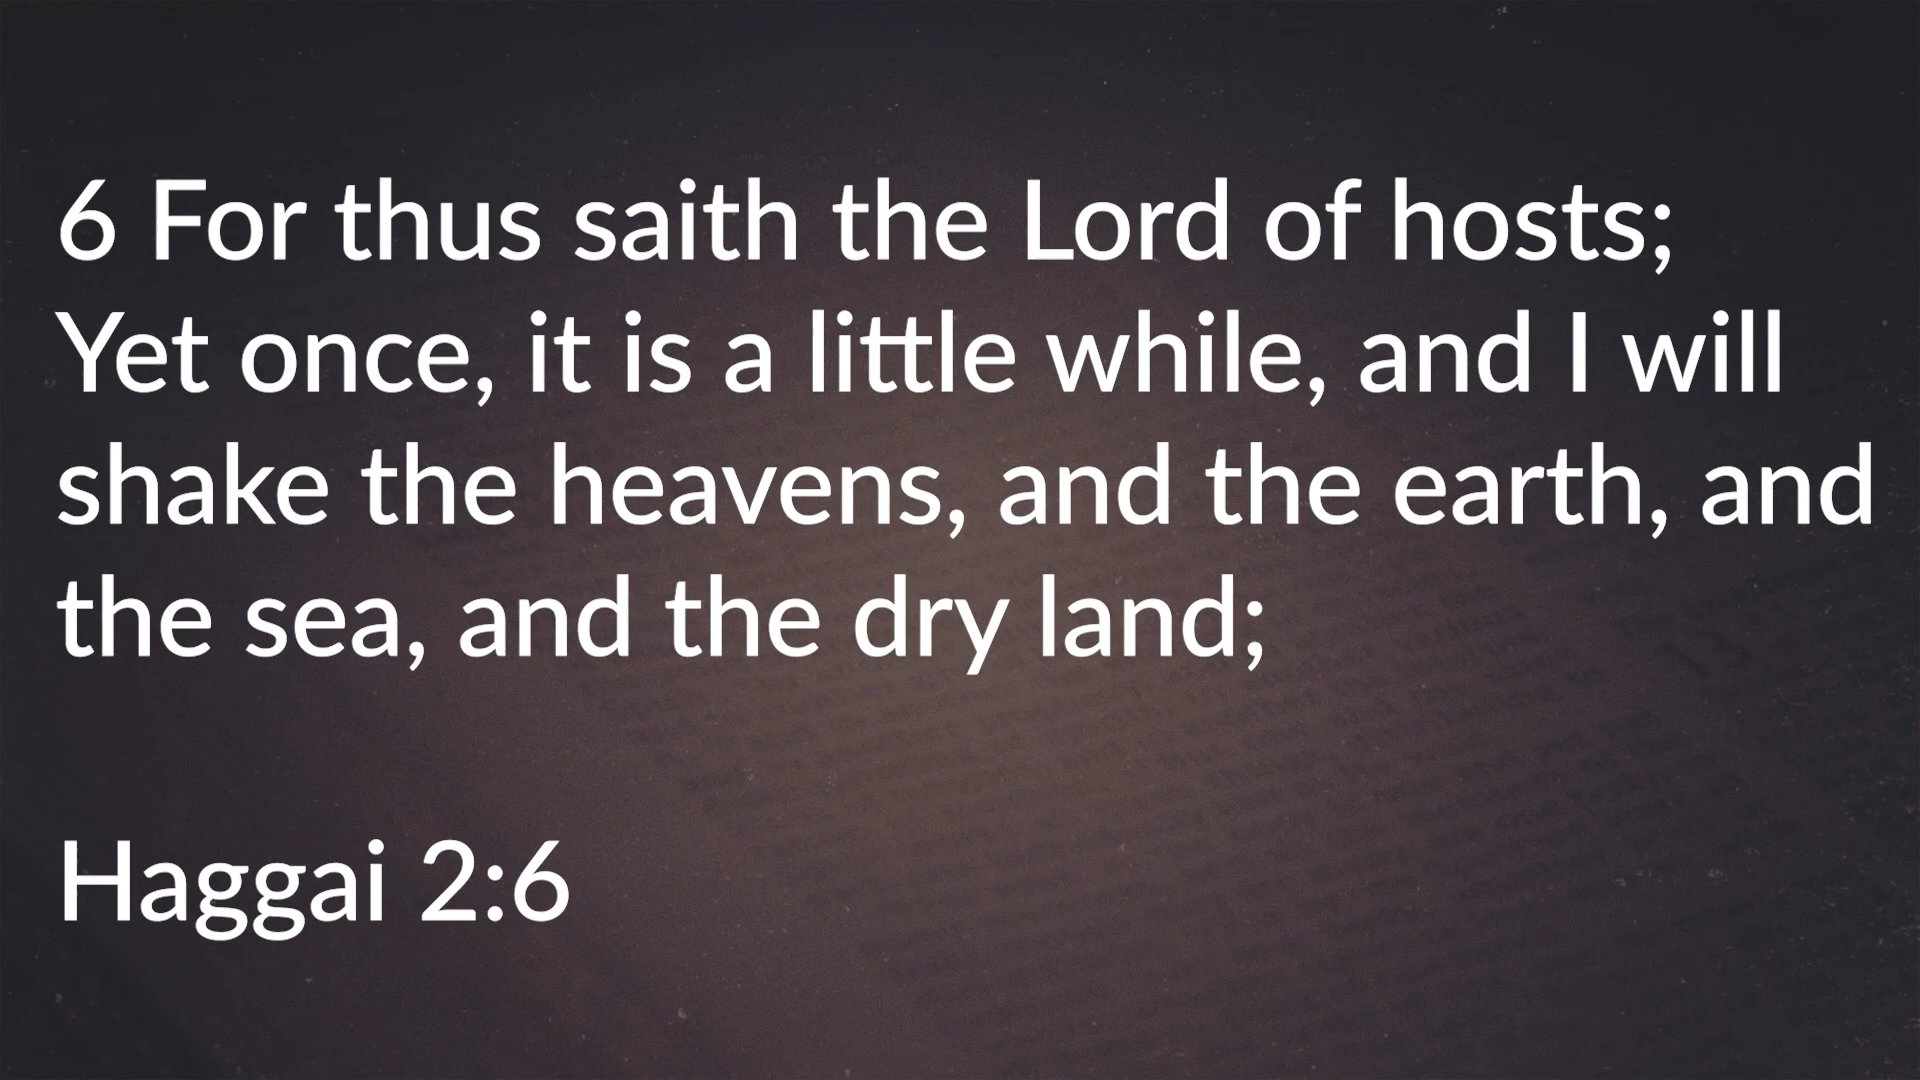 6 For thus saith the Lord of hosts;
Yet once, it is a little while, and I will
shake the heavens, and the earth, and
the sea, and the dry land;
Haggai 2:6